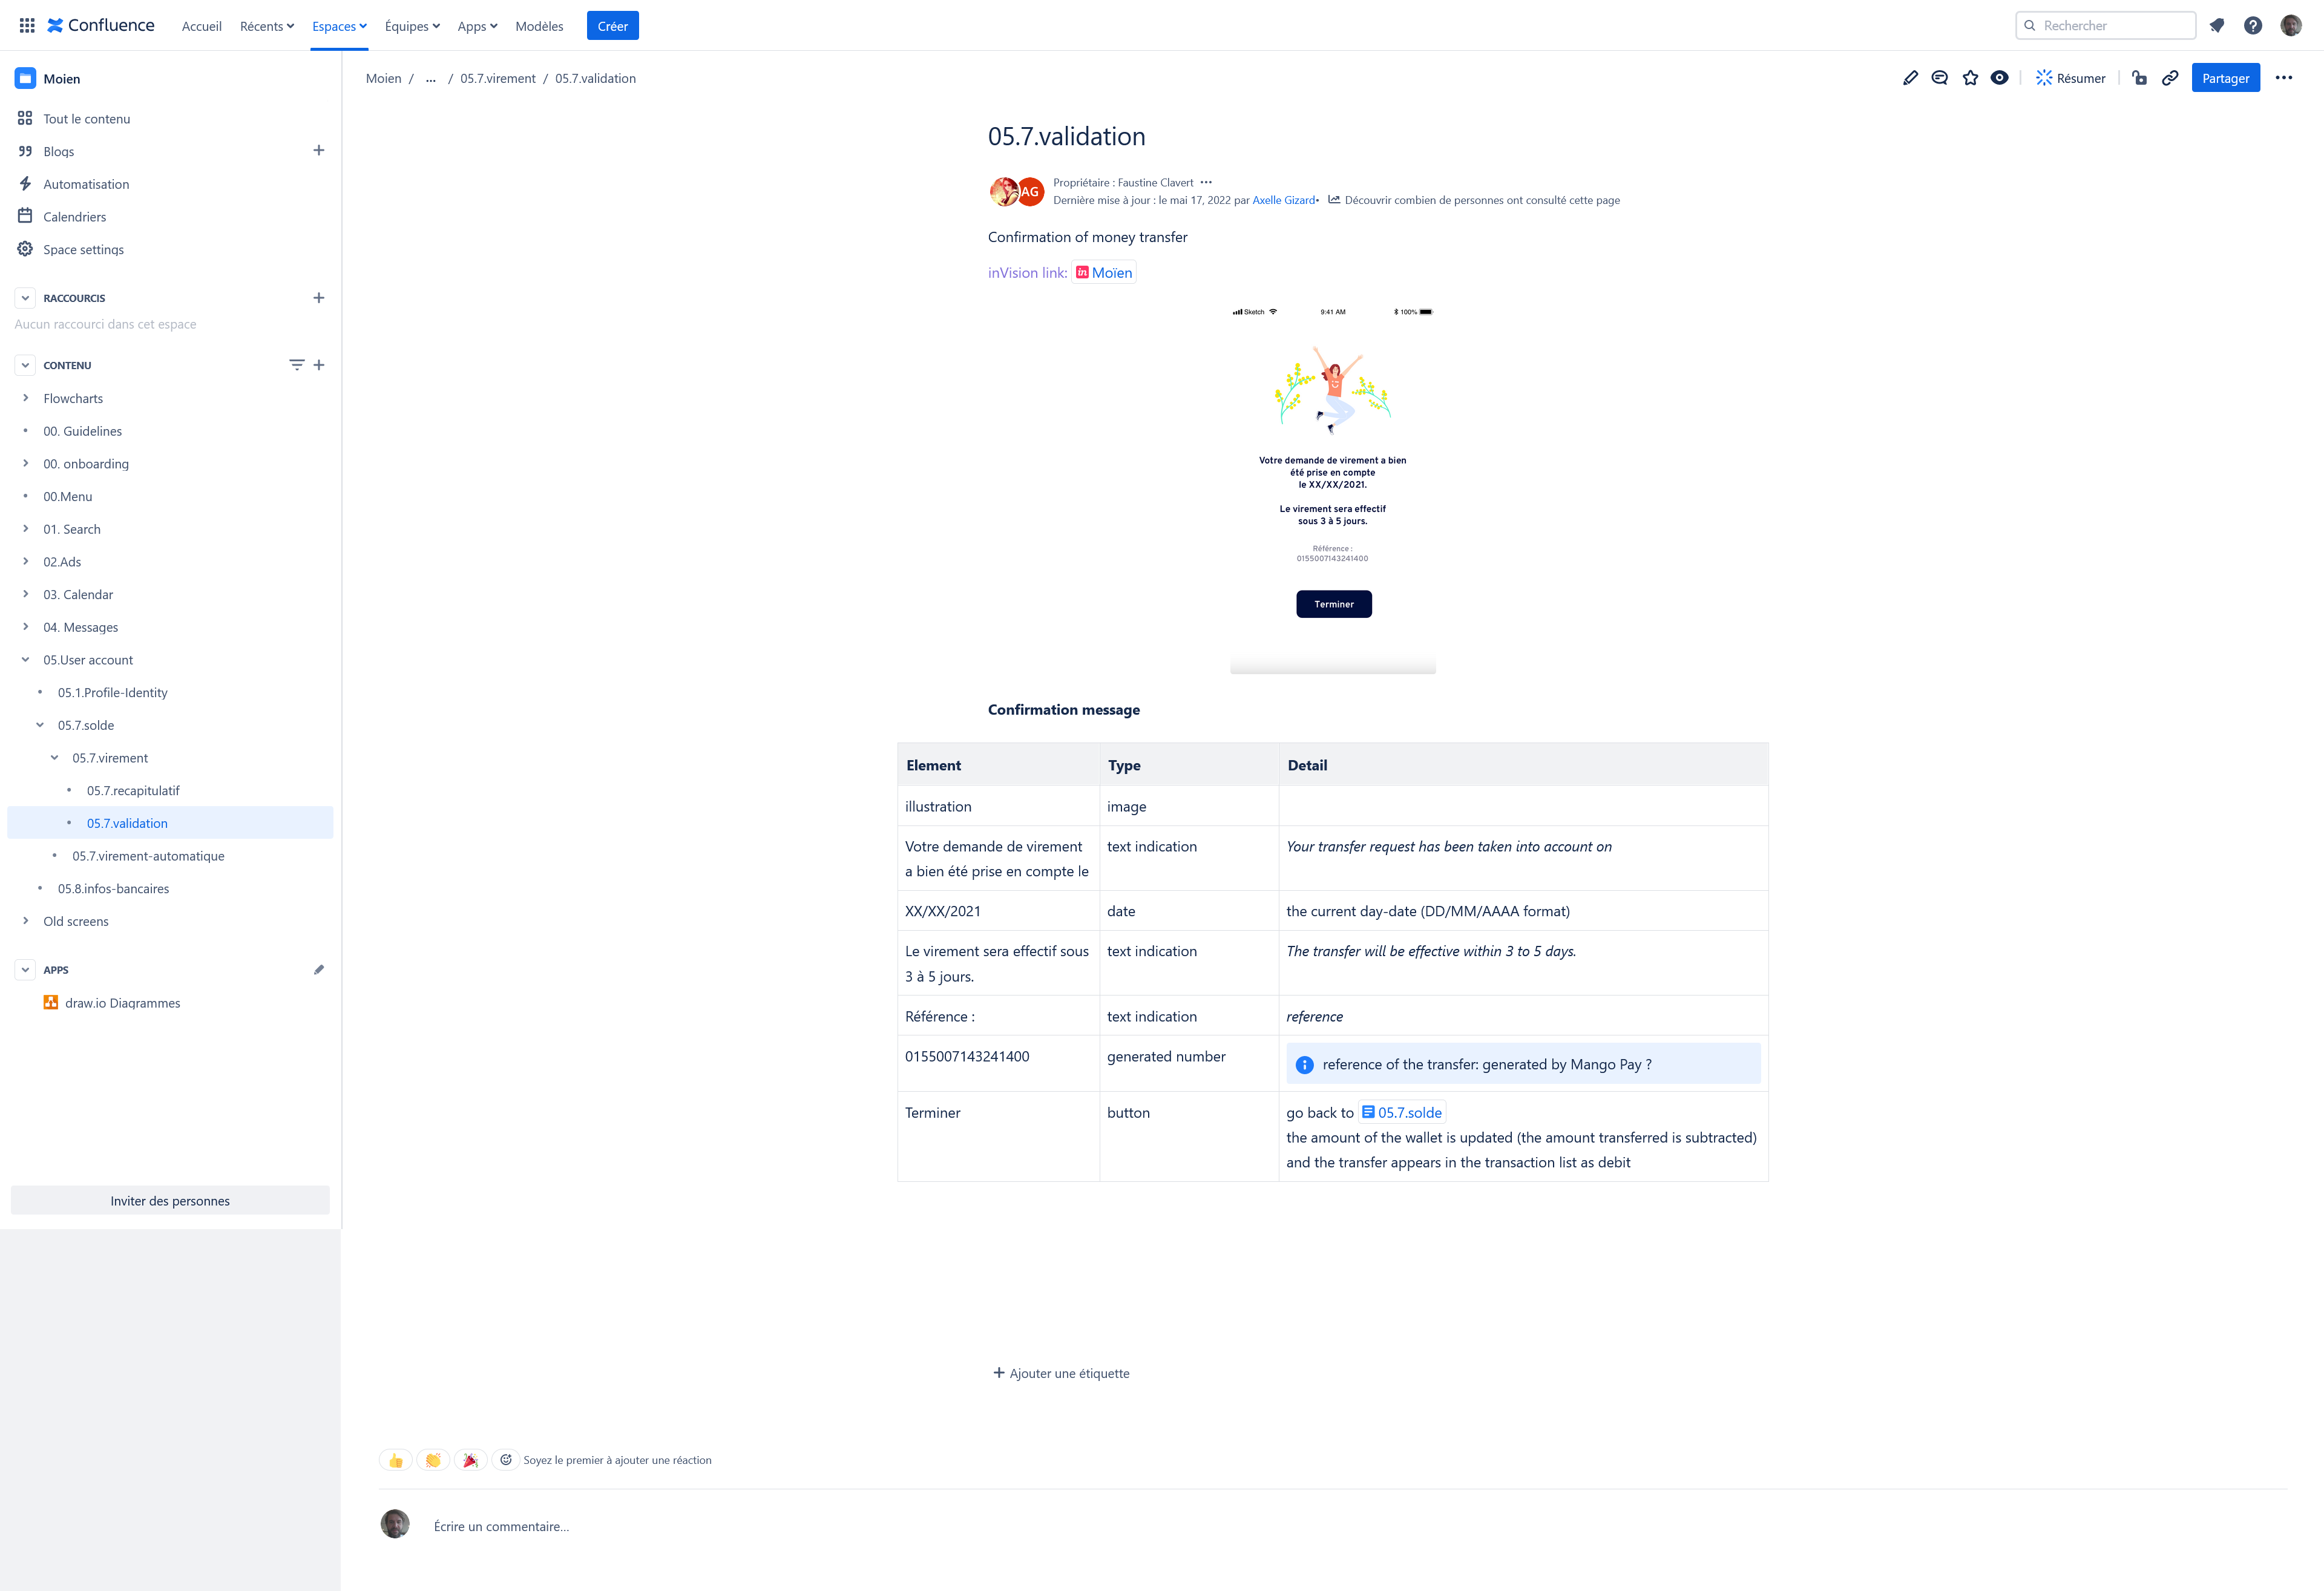 Confluence
Accueil
Récents
Espaces
Équipes
Apps
Modèles
Créer
Rechercher
Moien
Tout le contenu
Blogs
Automatisation
Calendriers
Space settings
RACCOURCIS
Aucun raccourci dans cet espace
CONTENU
Flowcharts
00. Guidelines
00. onboarding
00.Menu
01. Search
02.Ads
03. Calendar
04. Messages
05.User account
05.1.Profile-Identity
05.7.solde
05.7.virement
05.7.recapitulatif
05.7.validation
05.7.virement-automatique
05.8.infos-bancaires
Old screens
APPS
draw.io Diagrammes
Inviter des personnes
Moien / ... / 05.7.virement / 05.7.validation
Résumer
Partager
05.7.validation
AG
Propriétaire : Faustine Clavert
Dernière mise à jour : le mai 17, 2022 par Axelle Gizard• Découvrir combien de personnes ont consulté cette page
Confirmation of money transfer
inVision link: in Moïen
Sketch 9:41 AM 100%
Votre demande de virement a bien
été prise en compte
le XX/XX/2021.
Le virement sera effectif
sous 3 à 5 jours.
Référence :
0155007143241400
Terminer
Confirmation message
Element Type Detail
illustration image
Votre demande de virement text indication Your transfer request has been taken into account on
a bien été prise en compte le
XX/XX/2021 date the current day-date (DD/MM/AAAA format)
Le virement sera effectif sous text indication The transfer will be effective within 3 to 5 days.
3 à 5 jours.
Référence : text indication reference
0155007143241400 generated number reference of the transfer: generated by Mango Pay ?
Terminer button go back to 05.7.solde
the amount of the wallet is updated (the amount transferred is subtracted)
and the transfer appears in the transaction list as debit
Ajouter une étiquette
Soyez le premier à ajouter une réaction
Écrire un commentaire...